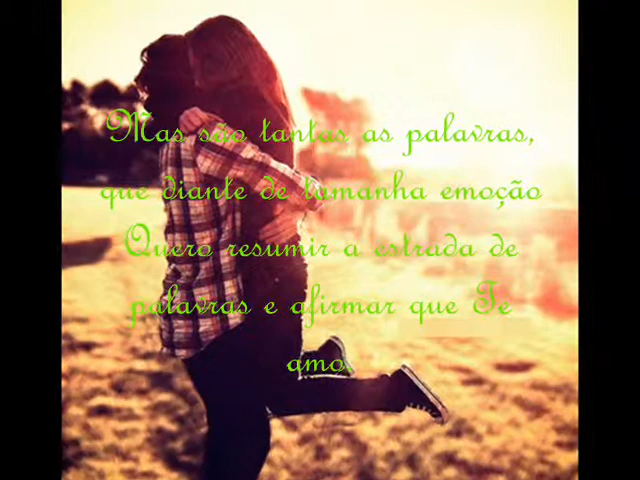 Mas são tantas as palavras,
que diante de tamanha emoção
Quero resumir a estrada de
palavras e afirmar que Te
amo.